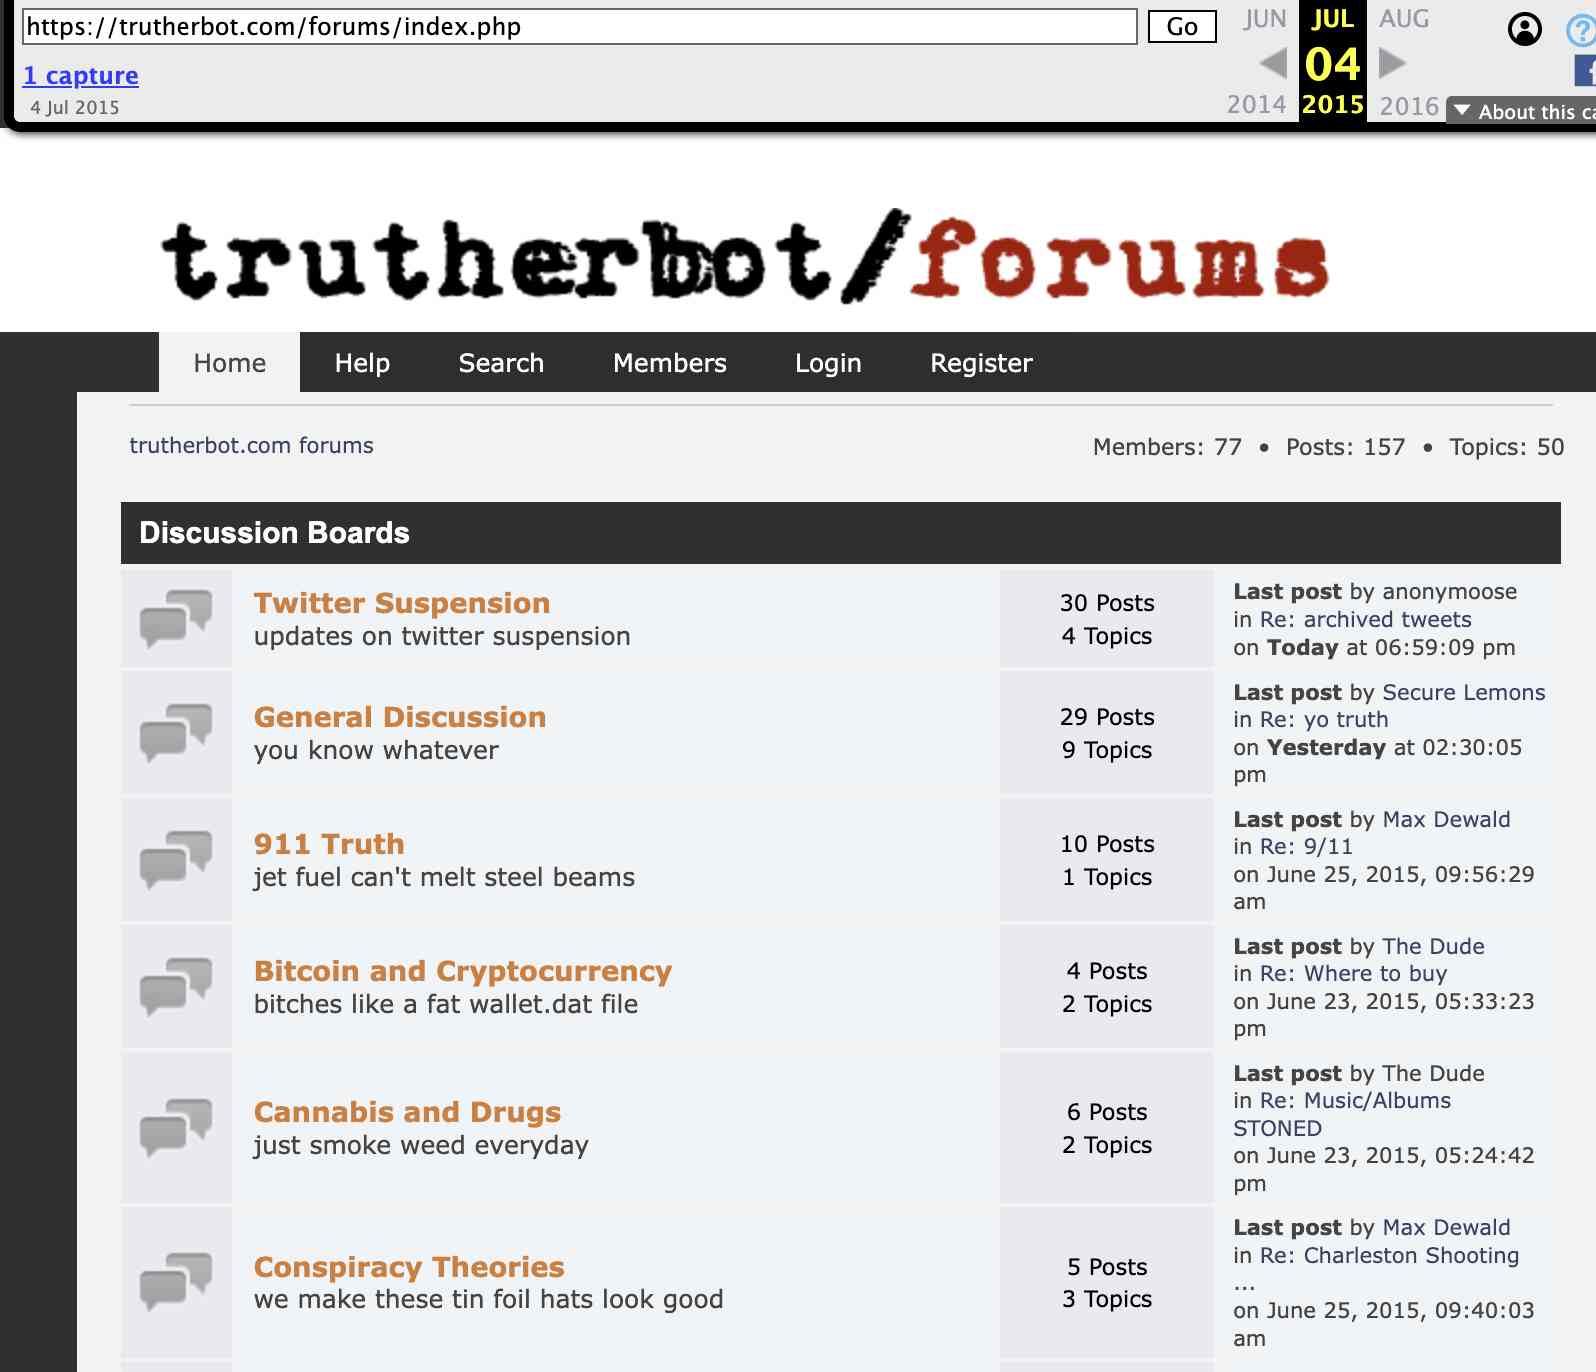 https://trutherbot.com/forums/index.php
Go
JUN JUL AUG
1 capture
04
4 Jul 2015
2014 2015 2016
About this ca
trutherbot/forums
Home Help Search Members Login Register
trutherbot.com forums
Members: 77 • Posts: 157 • Topics: 50
Discussion Boards
Twitter Suspension
updates on twitter suspension
30 Posts
4 Topics
Last post by anonymoose
in Re: archived tweets
on Today at 06:59:09 pm
General Discussion
you know whatever
29 Posts
9 Topics
Last post by Secure Lemons
in Re: yo truth
on Yesterday at 02:30:05
pm
911 Truth
jet fuel can't melt steel beams
10 Posts
1 Topics
Last post by Max Dewald
in Re: 9/11
on June 25, 2015, 09:56:29
am
Bitcoin and Cryptocurrency
bitches like a fat wallet.dat file
4 Posts
2 Topics
Last post by The Dude
in Re: Where to buy
on June 23, 2015, 05:33:23
pm
Cannabis and Drugs
just smoke weed everyday
6 Posts
2 Topics
Last post by The Dude
in Re: Music/Albums
STONED
on June 23, 2015, 05:24:42
pm
Conspiracy Theories
we make these tin foil hats look good
5 Posts
3 Topics
Last post by Max Dewald
in Re: Charleston Shooting
...
on June 25, 2015, 09:40:03
am